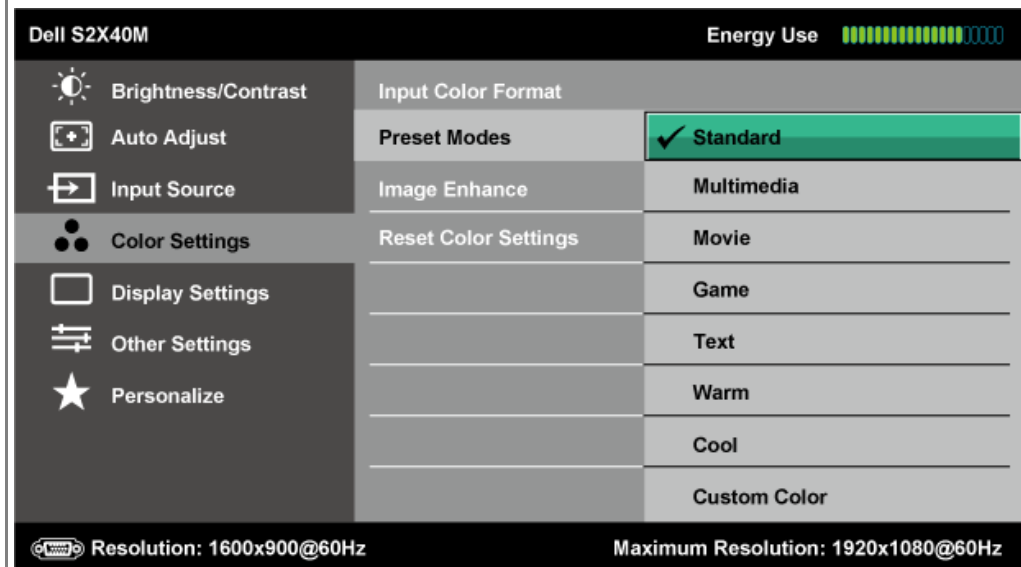 Dell S2X40M
Energy Use
Brightness/Contrast
Auto Adjust
Input Source
Color Settings
Display Settings
Other Settings
Personalize
Input Color Format
Preset Modes
Image Enhance
Reset Color Settings
Standard
Multimedia
Movie
Game
Text
Warm
Cool
Custom Color
Resolution: 1600x900@60Hz
Maximum Resolution: 1920x1080@60Hz